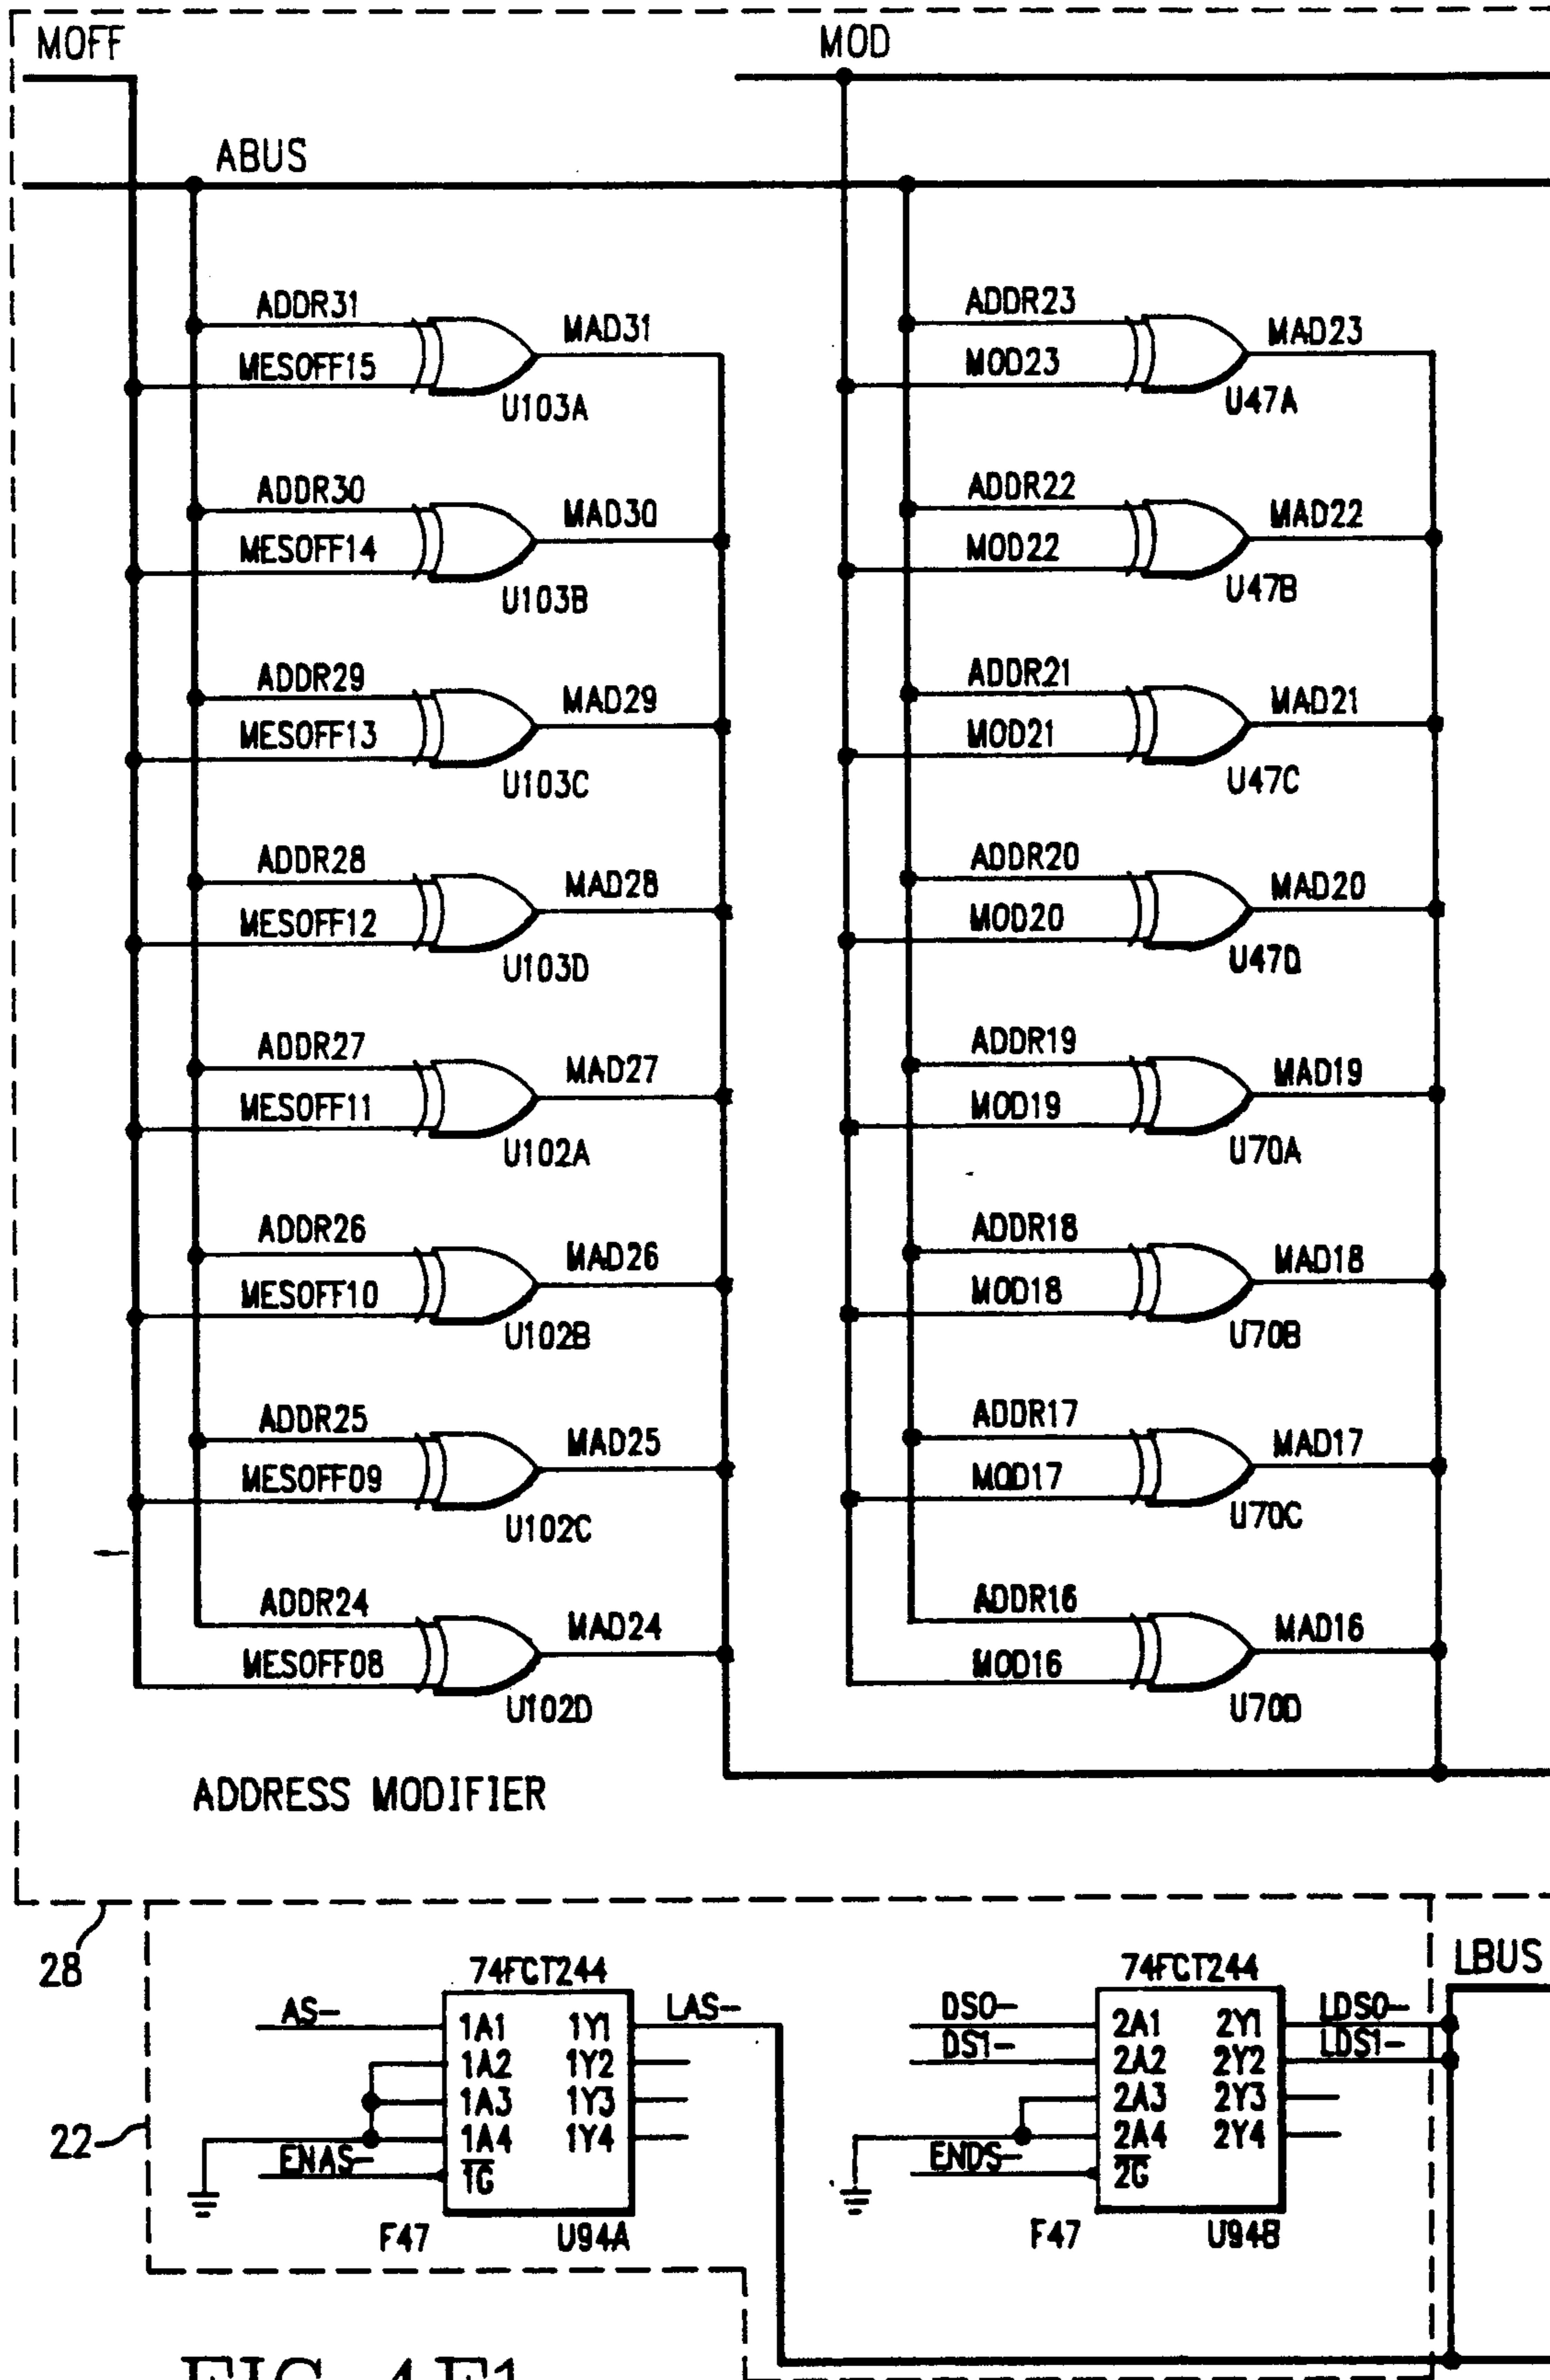 MOFF
MOD
ABUS
ADDR31
MESOFF15
MAD31
U103A
ADDR30
MESOFF14
MAD30
U103B
ADDR29
MESOFF13
MAD29
U103C
ADDR28
MESOFF12
MAD28
U103D
ADDR27
MESOFF11
MAD27
U102A
ADDR26
MESOFF10
MAD26
U102B
ADDR25
MESOFF09
MAD25
U102C
ADDR24
MESOFF08
MAD24
U102D
ADDR23
MOD23
MAD23
U47A
ADDR22
MOD22
MAD22
U47B
ADDR21
MOD21
MAD21
U47C
ADDR20
MOD20
MAD20
U47D
ADDR19
MOD19
MAD19
U70A
ADDR18
MOD18
MAD18
U70B
ADDR17
MOD17
MAD17
U70C
ADDR16
MOD16
MAD16
U70D
ADDRESS MODIFIER
28
22
74FCT244
AS-
1A1 1Y1
LAS-
1A2 1Y2
1A3 1Y3
1A4 1Y4
ENAS-
1G
F47
U94A
74FCT244
DS0-
DS1-
2A1 2Y1
2A2 2Y2
2A3 2Y3
2A4 2Y4
ENDS-
2G
LDS0-
LDS1-
F47
U94B
LBUS
FIG. 4F1